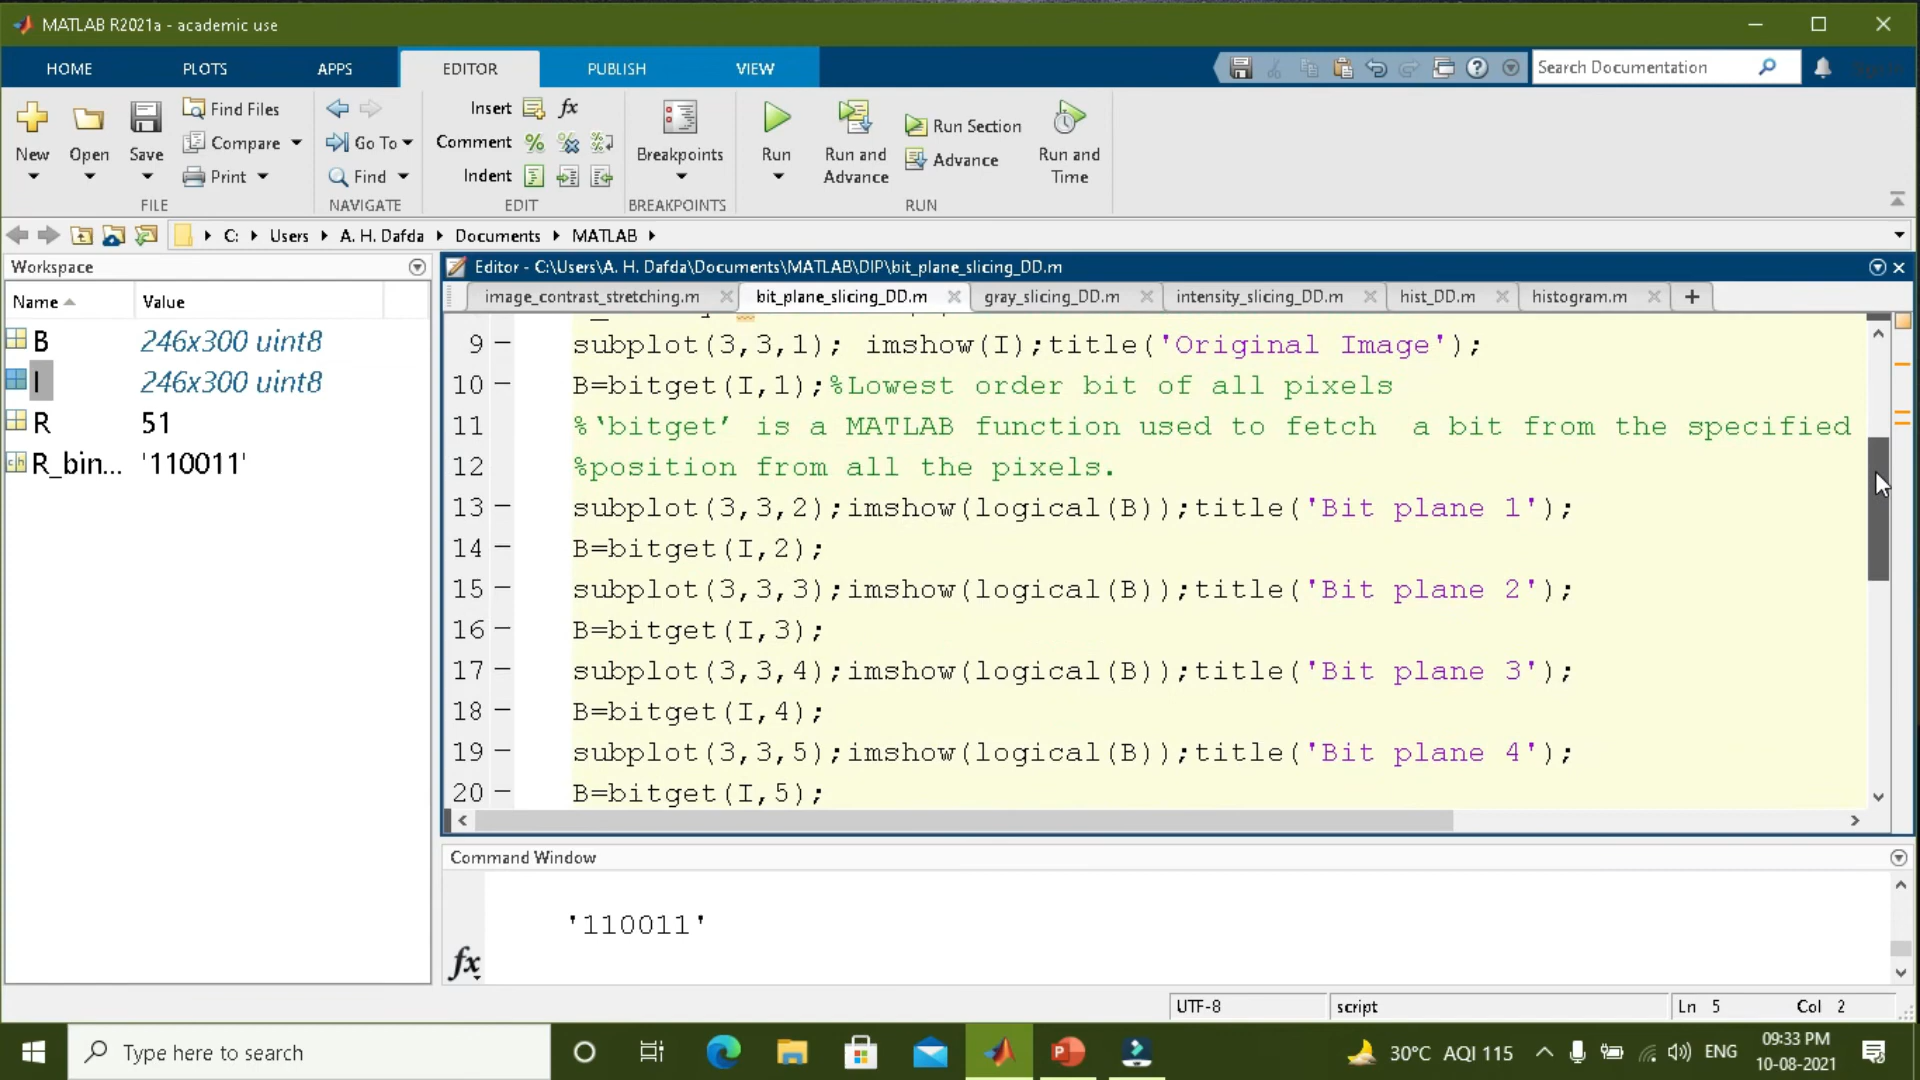 MATLAB R2021a - academic use
HOME PLOTS APPS EDITOR PUBLISH VIEW
Search Documentation
New Open Save Find Files Compare Print
FILE
Go To Find
NAVIGATE
Insert fx
Comment
Indent
EDIT
Breakpoints
BREAKPOINTS
Run Run and Advance Run Section Advance Run and Time
RUN
C: Users A. H. Dafda Documents MATLAB
Workspace
Name Value
B 246x300 uint8
I 246x300 uint8
R 51
R_bin... '110011'
Editor - C:\Users\A. H. Dafda\Documents\MATLAB\DIP\bit_plane_slicing_DD.m
image_contrast_stretching.m bit_plane_slicing_DD.m gray_slicing_DD.m intensity_slicing_DD.m hist_DD.m histogram.m
9 subplot(3,3,1); imshow(I);title('Original Image');
10 B=bitget(I,1);%Lowest order bit of all pixels
11 %‘bitget’ is a MATLAB function used to fetch  a bit from the specified
12 %position from all the pixels.
13 subplot(3,3,2);imshow(logical(B));title('Bit plane 1');
14 B=bitget(I,2);
15 subplot(3,3,3);imshow(logical(B));title('Bit plane 2');
16 B=bitget(I,3);
17 subplot(3,3,4);imshow(logical(B));title('Bit plane 3');
18 B=bitget(I,4);
19 subplot(3,3,5);imshow(logical(B));title('Bit plane 4');
20 B=bitget(I,5);
Command Window
'110011'
fx
UTF-8 script Ln 5 Col 2
Type here to search
30°C AQI 115 ENG
09:33 PM
10-08-2021